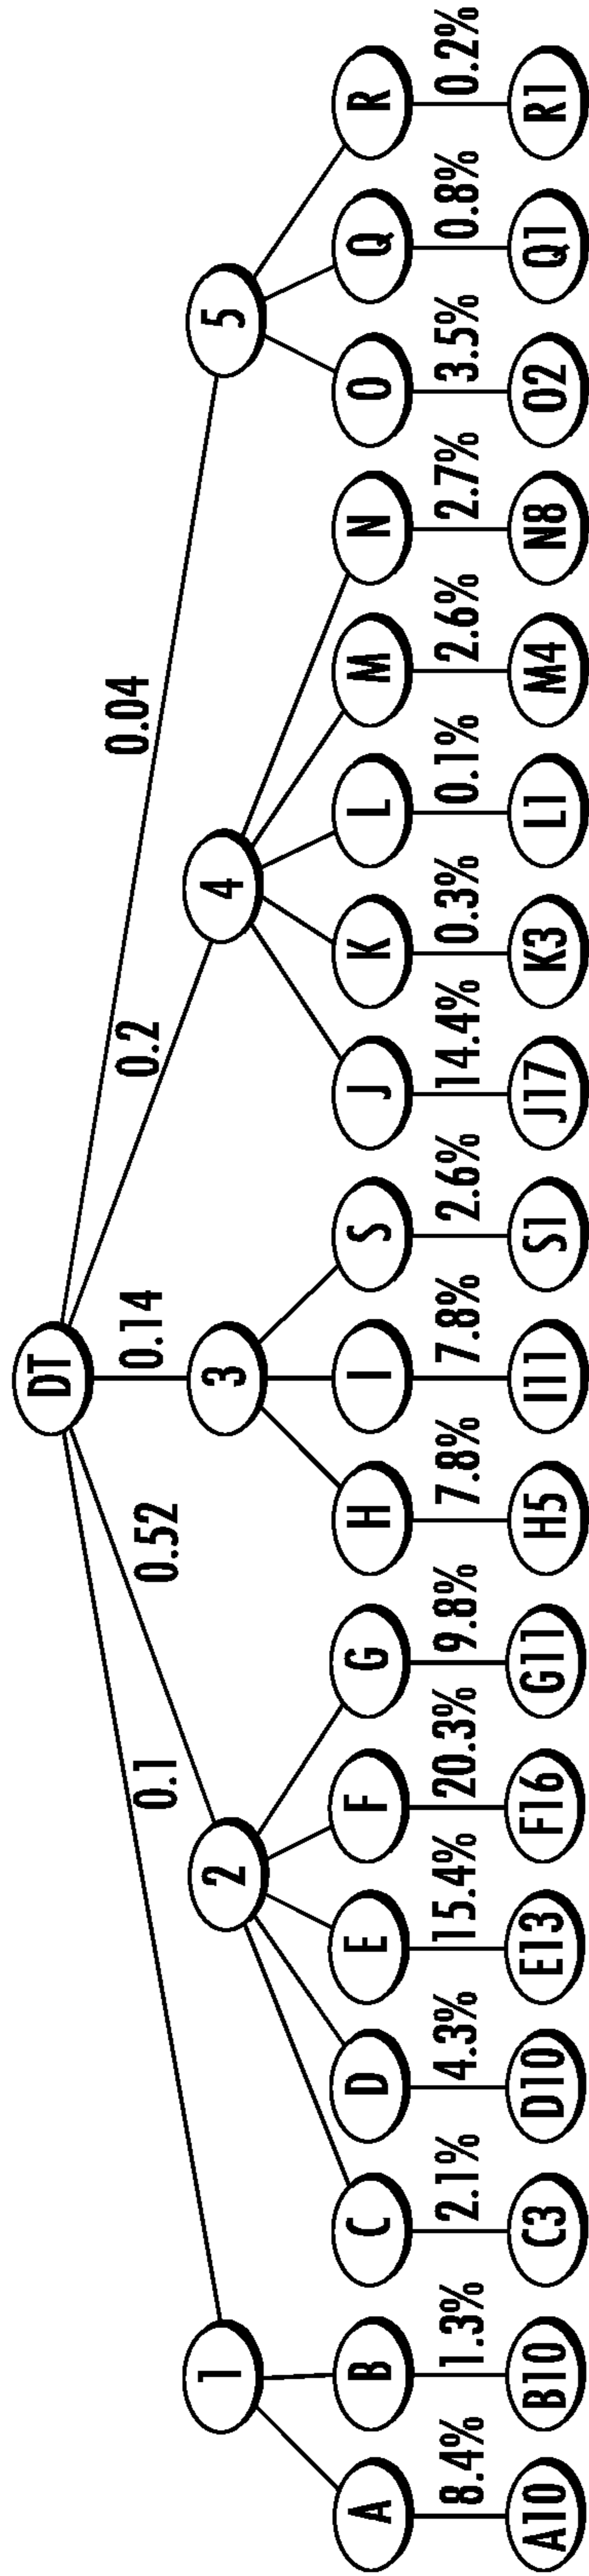 DT
0.1 0.52 0.14 0.2 0.04
1 2 3 4 5
A B C D E F G H I S J K L M N O Q R
8.4% 1.3% 2.1% 4.3% 15.4% 20.3% 9.8% 7.8% 7.8% 2.6% 14.4% 0.3% 0.1% 2.6% 2.7% 3.5% 0.8% 0.2%
A10 B10 C3 D10 E13 F16 G11 H5 I11 S1 J17 K3 L1 M4 N8 O2 Q1 R1